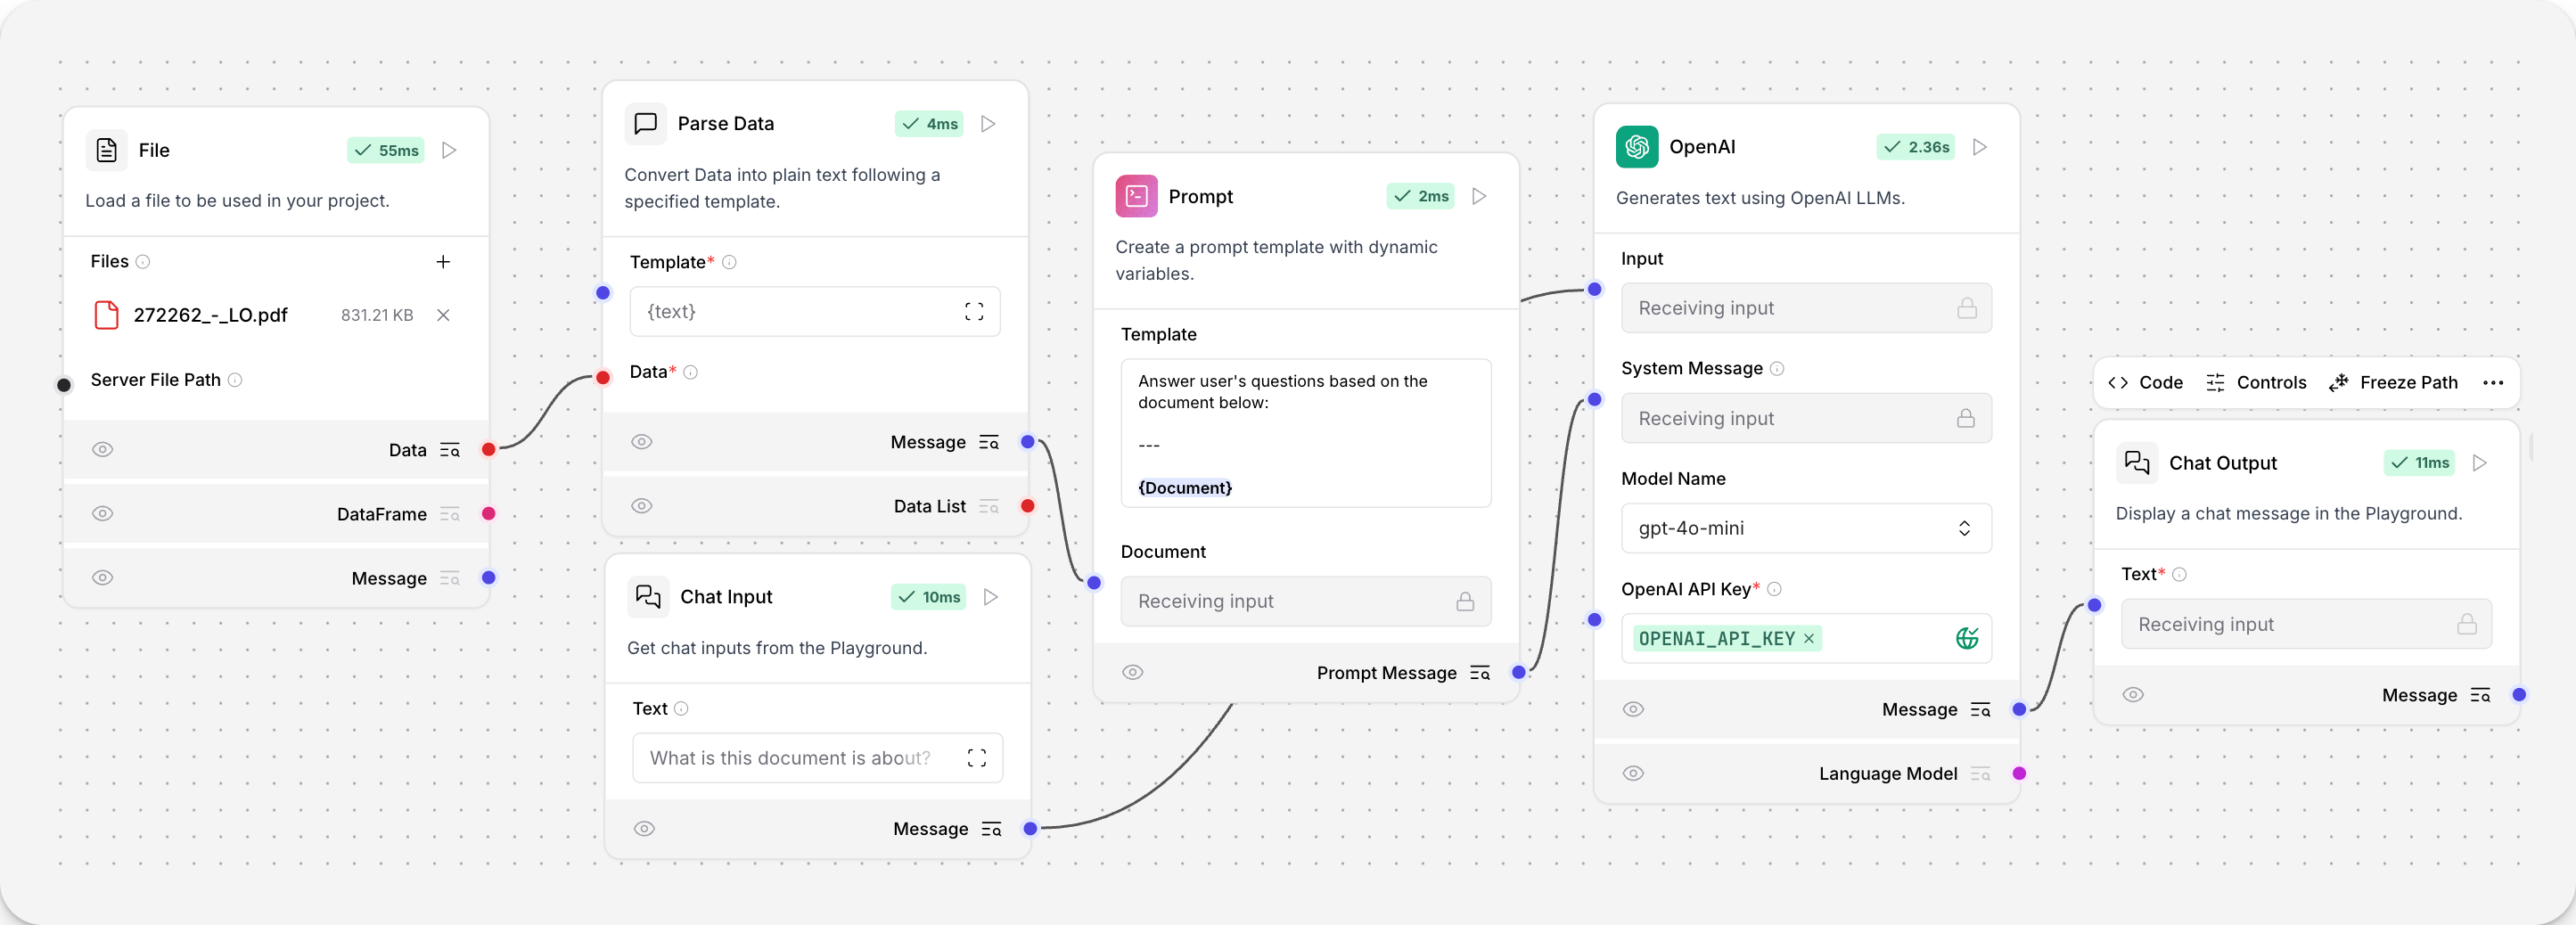 File
55ms
Load a file to be used in your project.
Files
272262_-_LO.pdf
831.21 KB
Server File Path
Data
DataFrame
Message
Parse Data
4ms
Convert Data into plain text following a
specified template.
Template*
{text}
Data*
Message
Data List
Chat Input
10ms
Get chat inputs from the Playground.
Text
What is this document is about?
Message
Prompt
2ms
Create a prompt template with dynamic
variables.
Template
Answer user's questions based on the
document below:
---
{Document}
Document
Receiving input
Prompt Message
OpenAI
2.36s
Generates text using OpenAI LLMs.
Input
Receiving input
System Message
Receiving input
Model Name
gpt-4o-mini
OpenAI API Key*
OPENAI_API_KEY
Message
Language Model
Code
Controls
Freeze Path
Chat Output
11ms
Display a chat message in the Playground.
Text*
Receiving input
Message